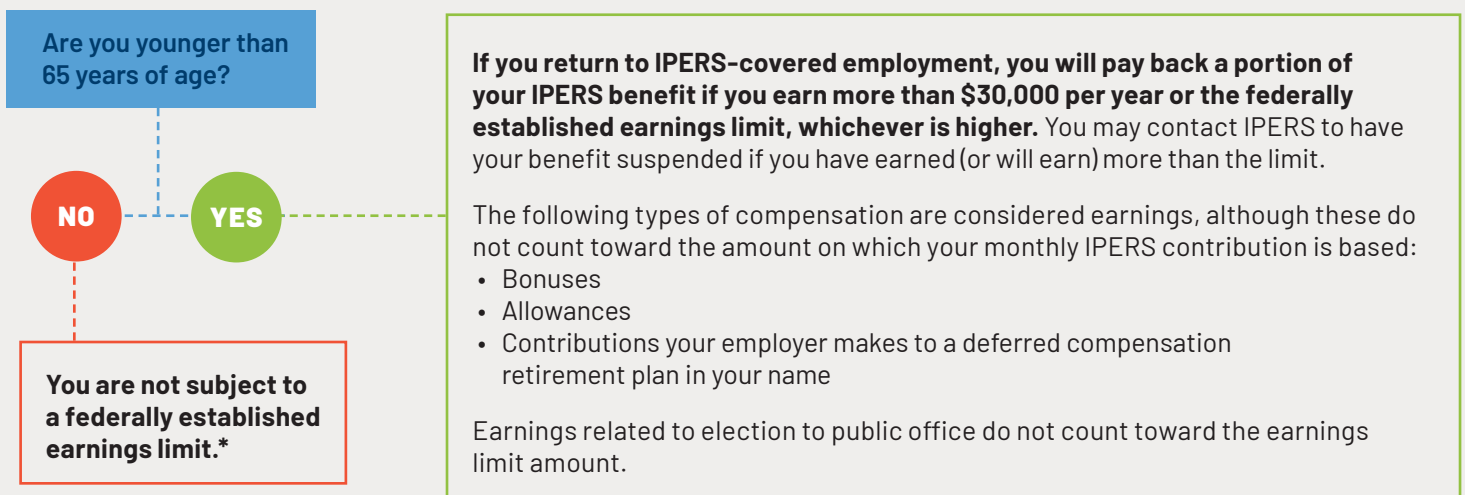 Are you younger than
65 years of age?
NO
YES
You are not subject to
a federally established
earnings limit.*
If you return to IPERS-covered employment, you will pay back a portion of
your IPERS benefit if you earn more than $30,000 per year or the federally
established earnings limit, whichever is higher. You may contact IPERS to have
your benefit suspended if you have earned (or will earn) more than the limit.
The following types of compensation are considered earnings, although these do
not count toward the amount on which your monthly IPERS contribution is based:
• Bonuses
• Allowances
• Contributions your employer makes to a deferred compensation
retirement plan in your name
Earnings related to election to public office do not count toward the earnings
limit amount.